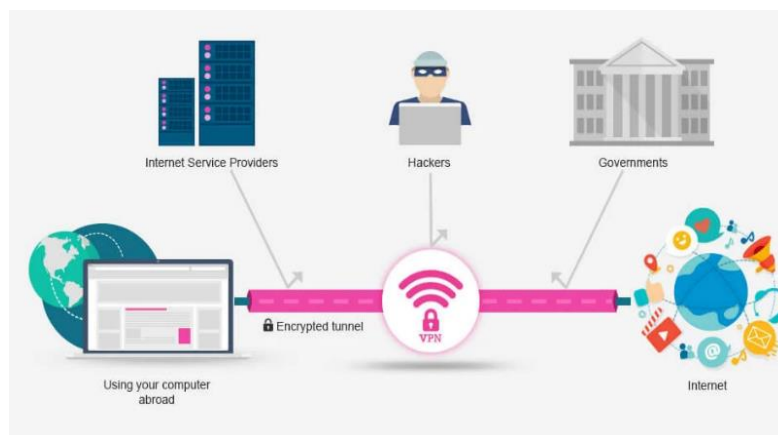 Internet Service Providers
Hackers
Governments
Encrypted tunnel
VPN
Using your computer
abroad
Internet